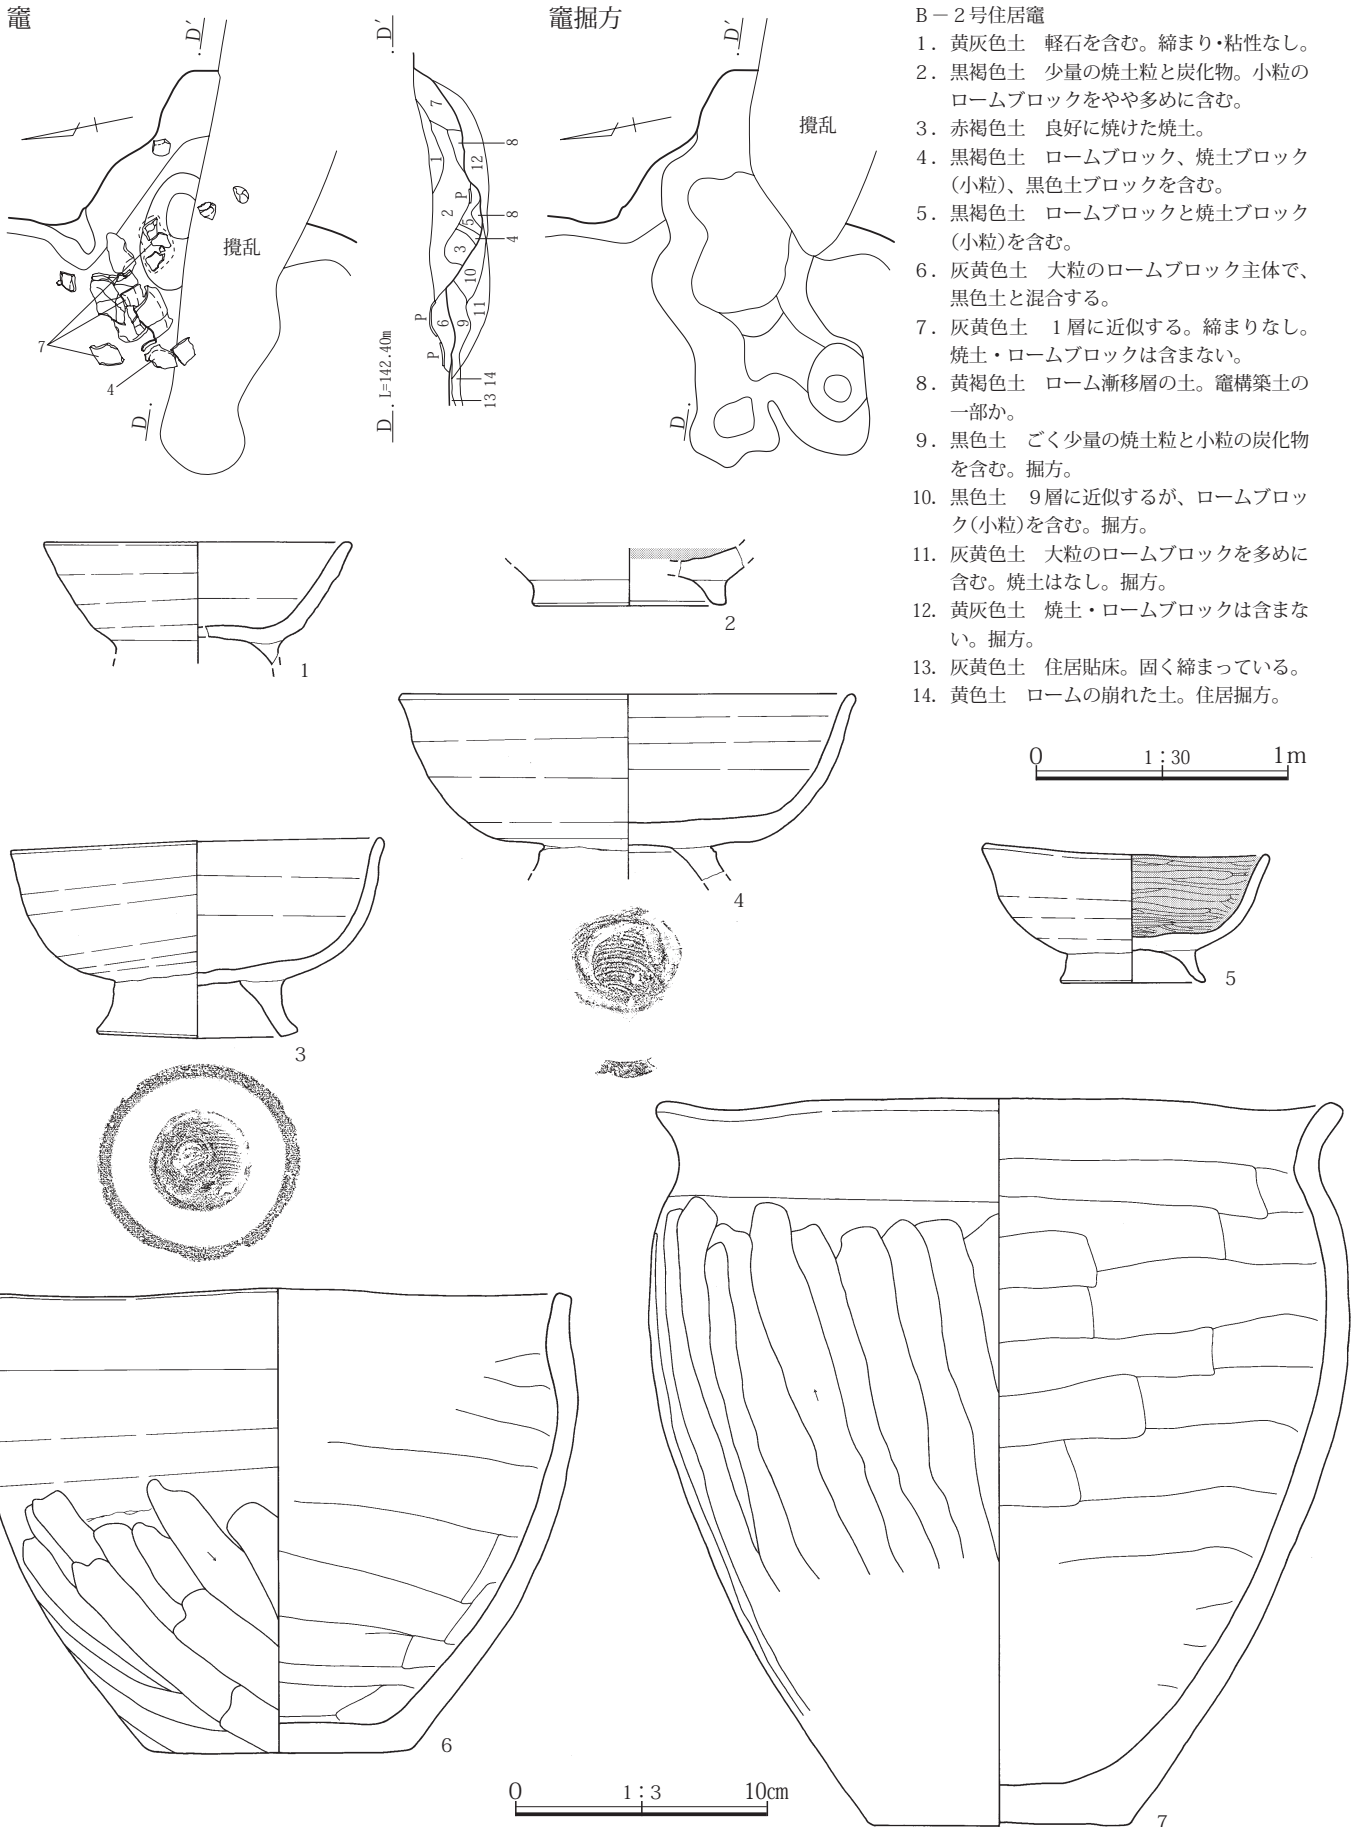 竈
竈掘方
D′
D′
D′
攪乱
攪乱
7
4
D
D
D
L=142.40m
7
8
1
12
P
2
8
5
4
3
10
11
P
6
9
P
14
13
B－2号住居竈
1．黄灰色土　軽石を含む。締まり・粘性なし。
2．黒褐色土　少量の焼土粒と炭化物。小粒の
ロームブロックをやや多めに含む。
3．赤褐色土　良好に焼けた焼土。
4．黒褐色土　ロームブロック、焼土ブロック
（小粒）、黒色土ブロックを含む。
5．黒褐色土　ロームブロックと焼土ブロック
（小粒）を含む。
6．灰黄色土　大粒のロームブロック主体で、
黒色土と混合する。
7．灰黄色土　1層に近似する。締まりなし。
焼土・ロームブロックは含まない。
8．黄褐色土　ローム漸移層の土。竈構築土の
一部か。
9．黒色土　ごく少量の焼土粒と小粒の炭化物
を含む。掘方。
10．黒色土　9層に近似するが、ロームブロッ
ク（小粒）を含む。掘方。
11．灰黄色土　大粒のロームブロックを多めに
含む。焼土はなし。掘方。
12．黄灰色土　焼土・ロームブロックは含まな
い。掘方。
13．灰黄色土　住居貼床。固く締まっている。
14．黄色土　ロームの崩れた土。住居掘方。
0 1：30 1m
1
2
3
4
5
6
7
0 1：3 10cm